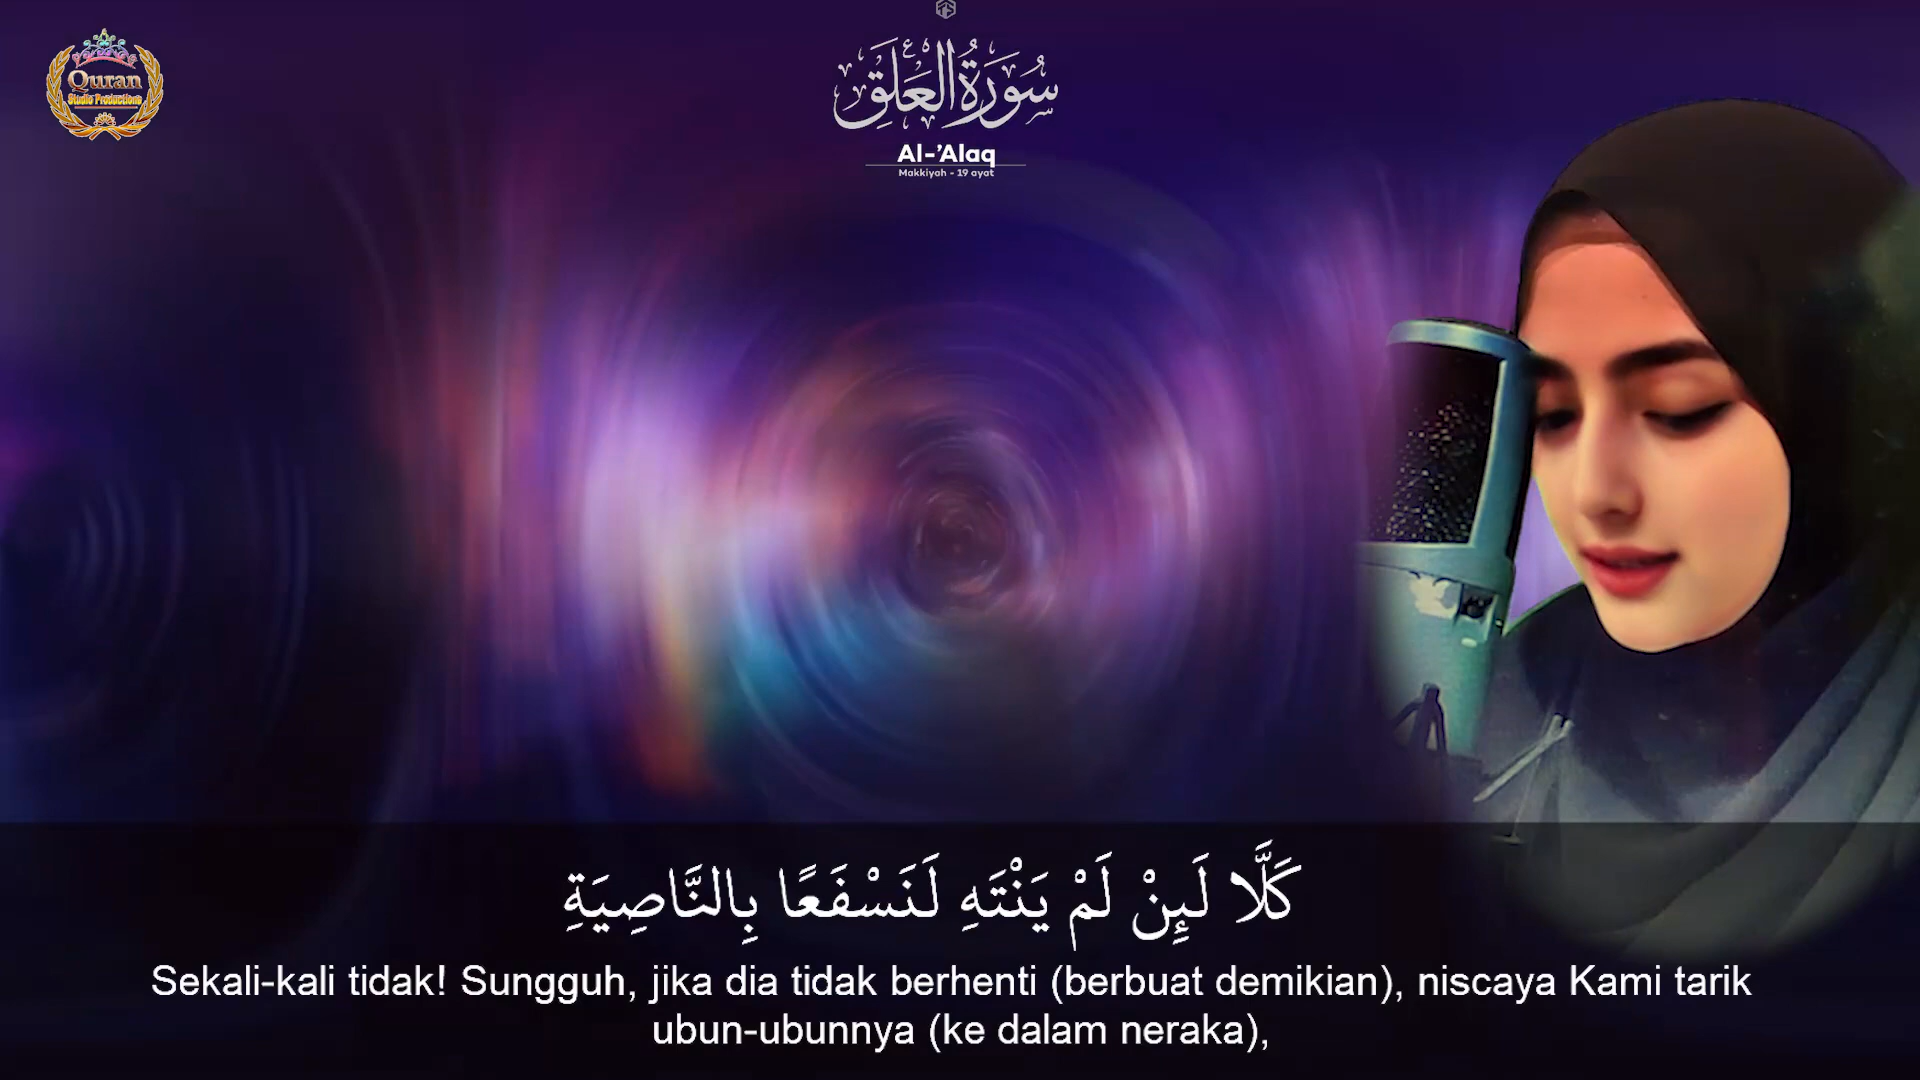 Quran
Studio Productions
سُورَةُ الْعَلَقِ
Al-'Alaq
Makkiyah - 19 ayat
كَلَّا لَىِٕنْ لَمْ يَنْتَهِ لَنَسْفَعًا بِالنَّاصِيَةِ
Sekali-kali tidak! Sungguh, jika dia tidak berhenti (berbuat demikian), niscaya Kami tarik
ubun-ubunnya (ke dalam neraka),